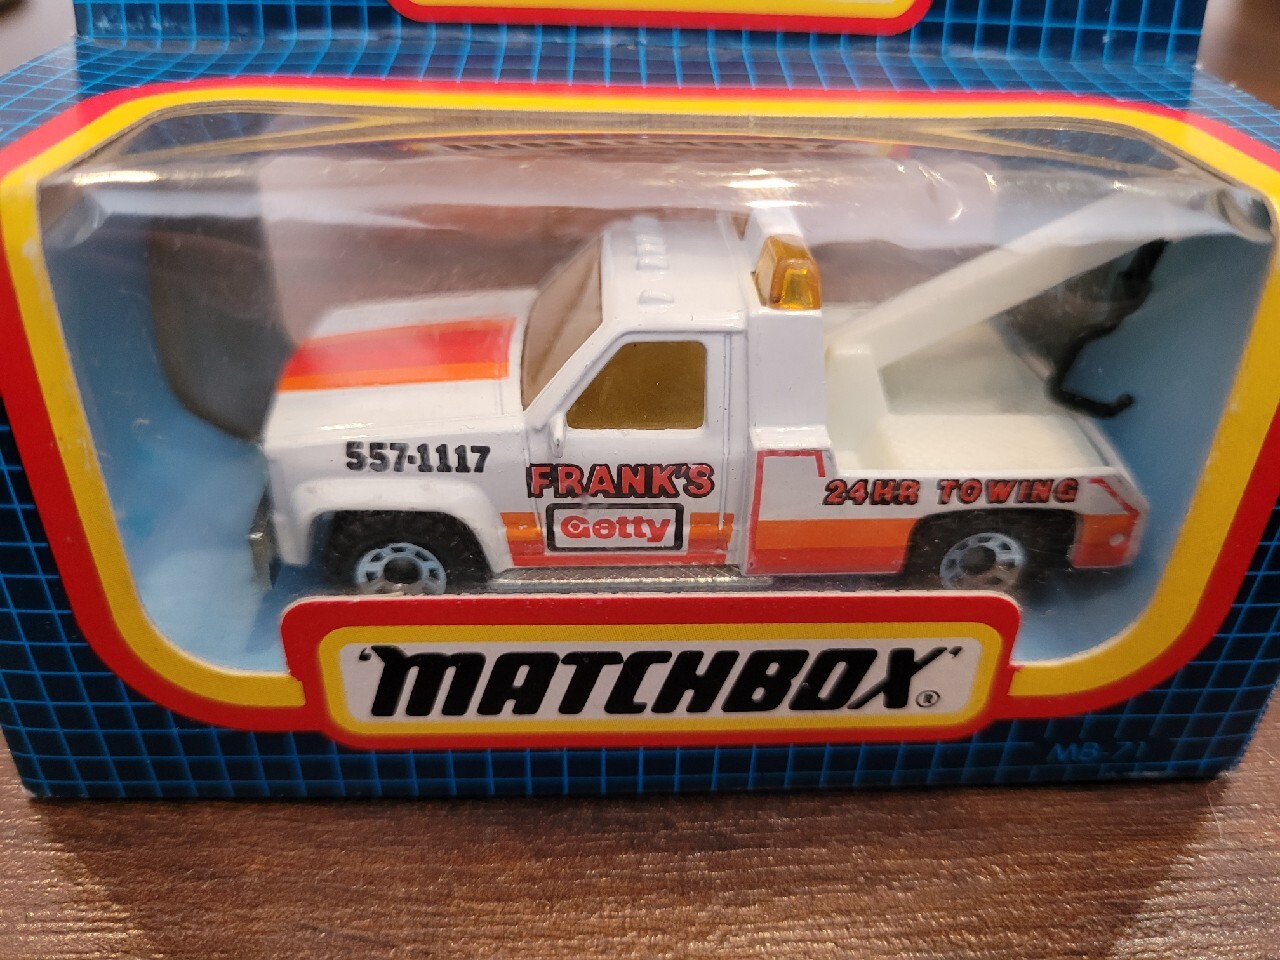 557-1117
FRANK'S
Getty
24HR TOWING
'MATCHBOX'®
MB-71